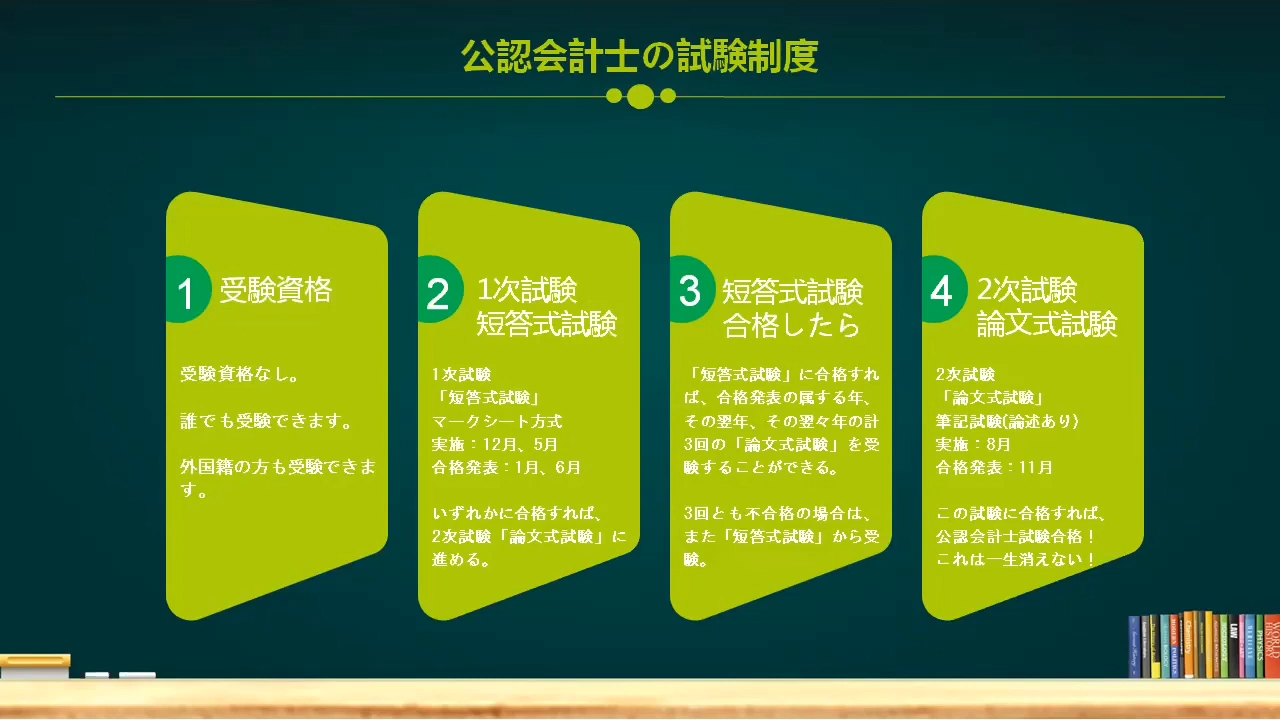 公認会計士の試験制度
1 受験資格
受験資格なし。
誰でも受験できます。
外国籍の方も受験できま
す。
2 1次試験
短答式試験
1次試験
「短答式試験」
マークシート方式
実施：12月、5月
合格発表：1月、6月
いずれかに合格すれば、
2次試験「論文式試験」に
進める。
3 短答式試験
合格したら
「短答式試験」に合格すれ
ば、合格発表の属する年、
その翌年、その翌々年の計
3回の「論文式試験」を受
験することができる。
3回とも不合格の場合は、
また「短答式試験」から受
験。
4 2次試験
論文式試験
2次試験
「論文式試験」
筆記試験(論述あり)
実施：8月
合格発表：11月
この試験に合格すれば、
公認会計士試験合格！
これは一生消えない！
LAW
PHYSICS
WORLD
HISTORY